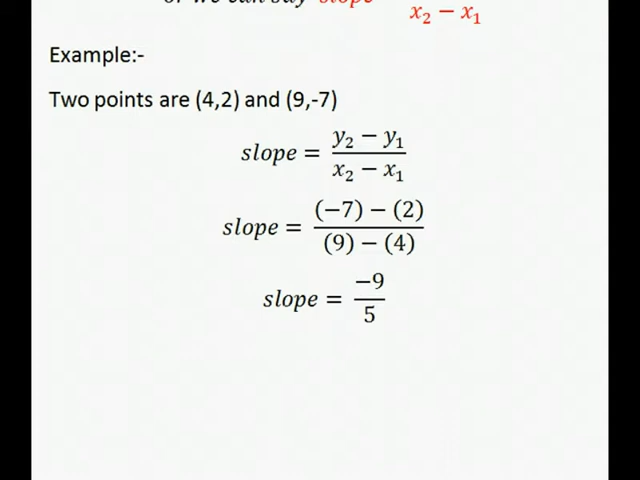 x₂ − x₁
Example:-
Two points are (4,2) and (9,-7)
slope = y₂ − y₁ / x₂ − x₁
slope = (−7) − (2) / (9) − (4)
slope = −9 / 5